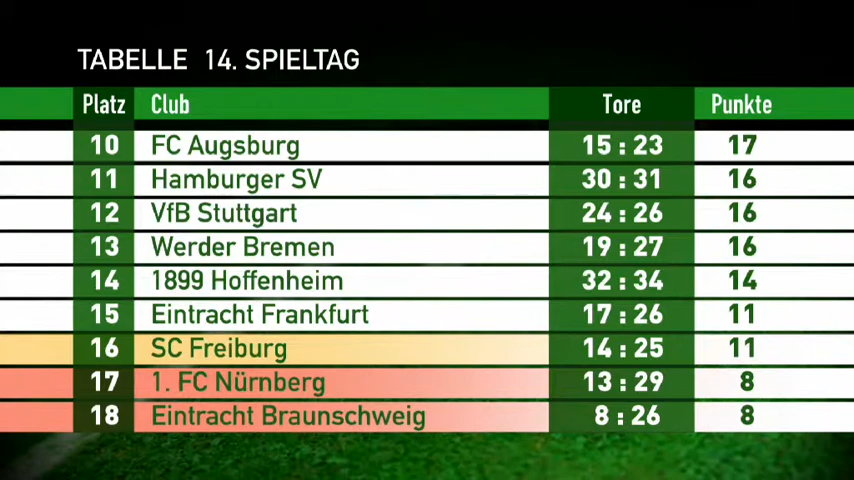 TABELLE 14. SPIELTAG
Platz Club Tore Punkte
10 FC Augsburg 15 : 23 17
11 Hamburger SV 30 : 31 16
12 VfB Stuttgart 24 : 26 16
13 Werder Bremen 19 : 27 16
14 1899 Hoffenheim 32 : 34 14
15 Eintracht Frankfurt 17 : 26 11
16 SC Freiburg 14 : 25 11
17 1. FC Nürnberg 13 : 29 8
18 Eintracht Braunschweig 8 : 26 8